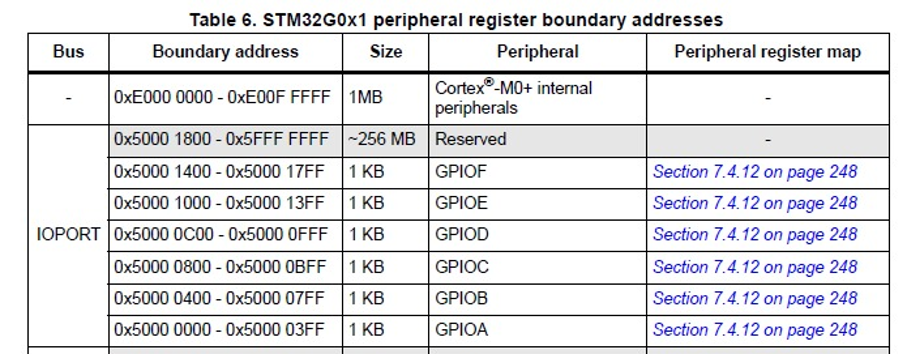 Table 6. STM32G0x1 peripheral register boundary addresses
Bus Boundary address Size Peripheral Peripheral register map
- 0xE000 0000 - 0xE00F FFFF 1MB Cortex®-M0+ internal peripherals -
IOPORT
0x5000 1800 - 0x5FFF FFFF ~256 MB Reserved -
0x5000 1400 - 0x5000 17FF 1 KB GPIOF Section 7.4.12 on page 248
0x5000 1000 - 0x5000 13FF 1 KB GPIOE Section 7.4.12 on page 248
0x5000 0C00 - 0x5000 0FFF 1 KB GPIOD Section 7.4.12 on page 248
0x5000 0800 - 0x5000 0BFF 1 KB GPIOC Section 7.4.12 on page 248
0x5000 0400 - 0x5000 07FF 1 KB GPIOB Section 7.4.12 on page 248
0x5000 0000 - 0x5000 03FF 1 KB GPIOA Section 7.4.12 on page 248